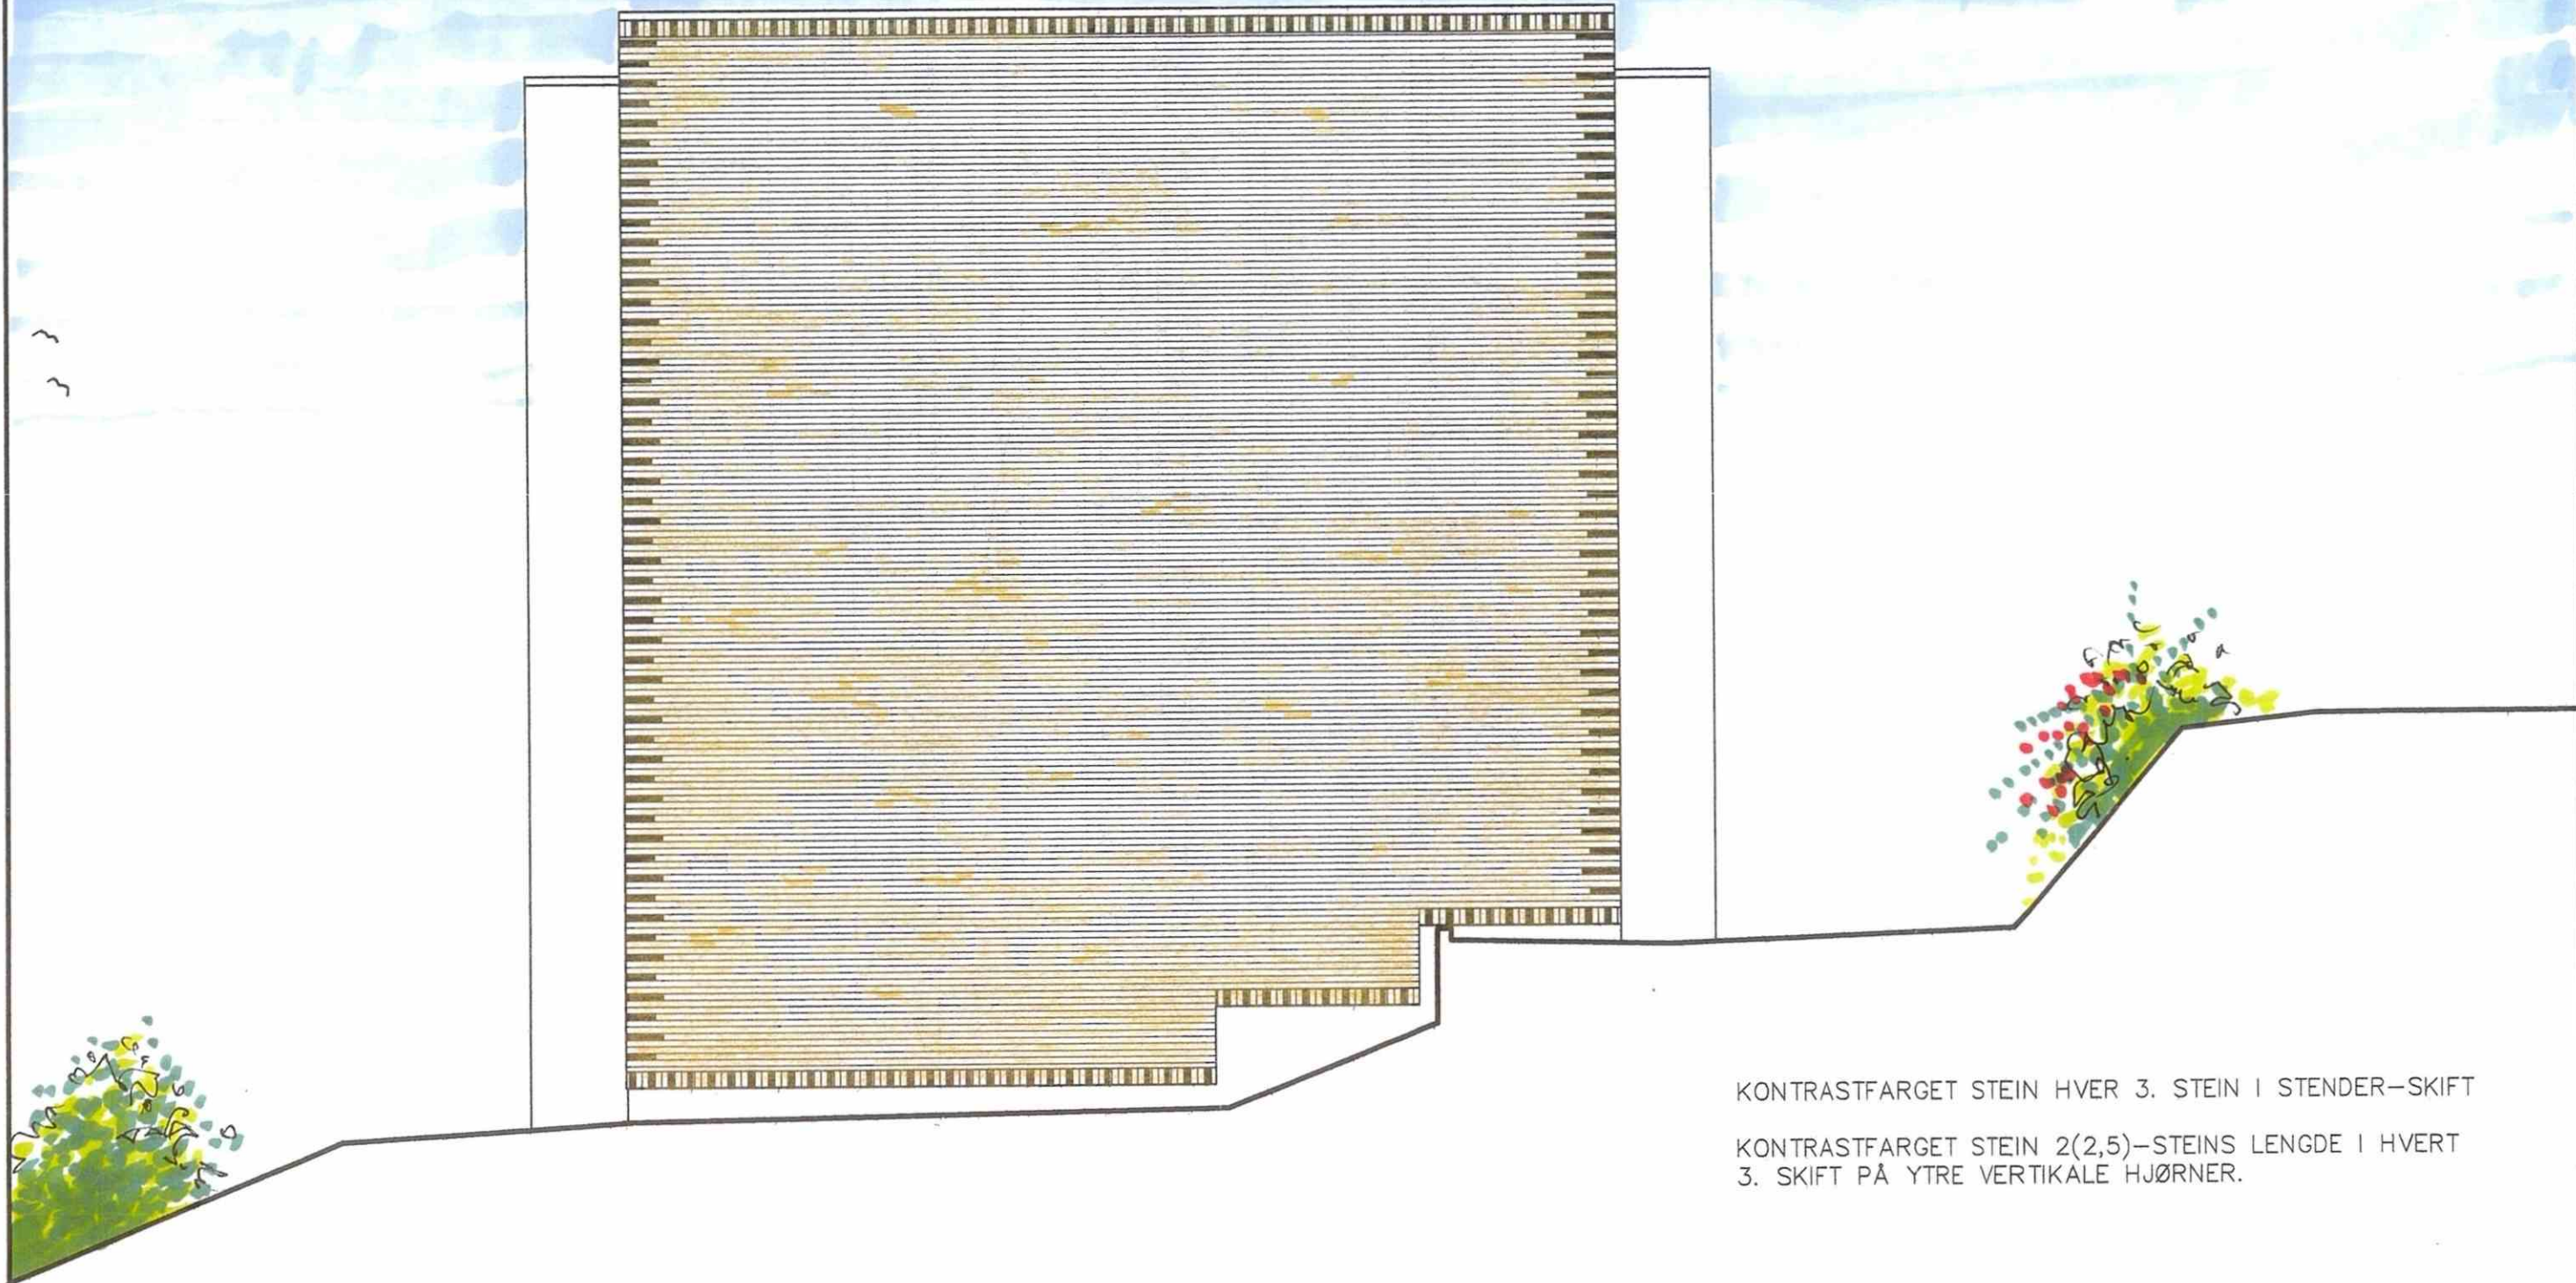 KONTRASTFARGET STEIN HVER 3. STEIN I STENDER-SKIFT
KONTRASTFARGET STEIN 2(2,5)-STEINS LENGDE I HVERT
3. SKIFT PÅ YTRE VERTIKALE HJØRNER.